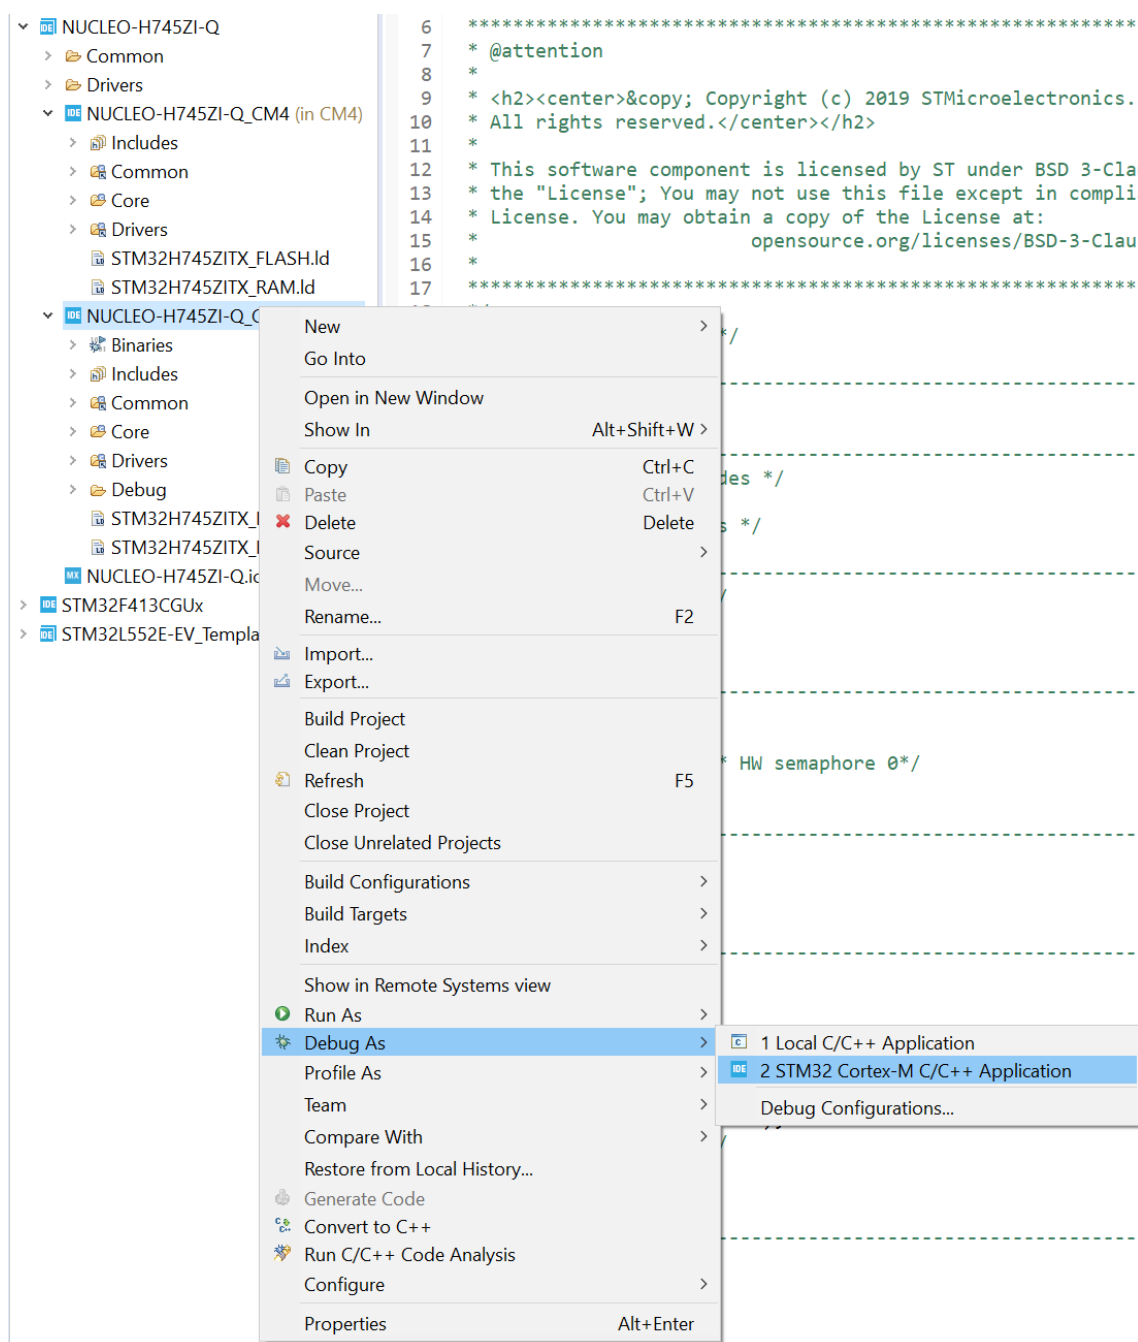 NUCLEO-H745ZI-Q
Common
Drivers
NUCLEO-H745ZI-Q_CM4 (in CM4)
Includes
Common
Core
Drivers
STM32H745ZITX_FLASH.ld
STM32H745ZITX_RAM.ld
NUCLEO-H745ZI-Q_
Binaries
Includes
Common
Core
Drivers
Debug
STM32H745ZITX_
STM32H745ZITX_
NUCLEO-H745ZI-Q.io
STM32F413CGUx
STM32L552E-EV_Templa
6 **************************************************************
7 * @attention
8 *
9 * <h2><center>&copy; Copyright (c) 2019 STMicroelectronics.
10 * All rights reserved.</center></h2>
11 *
12 * This software component is licensed by ST under BSD 3-Cla
13 * the "License"; You may not use this file except in compli
14 * License. You may obtain a copy of the License at:
15 * opensource.org/licenses/BSD-3-Clau
16 *
17 **************************************************************
*/
des */
s */
* HW semaphore 0*/
New
Go Into
Open in New Window
Show In Alt+Shift+W
Copy Ctrl+C
Paste Ctrl+V
Delete Delete
Source
Move...
Rename... F2
Import...
Export...
Build Project
Clean Project
Refresh F5
Close Project
Close Unrelated Projects
Build Configurations
Build Targets
Index
Show in Remote Systems view
Run As
Debug As
Profile As
Team
Compare With
Restore from Local History...
Generate Code
Convert to C++
Run C/C++ Code Analysis
Configure
Properties Alt+Enter
1 Local C/C++ Application
2 STM32 Cortex-M C/C++ Application
Debug Configurations...